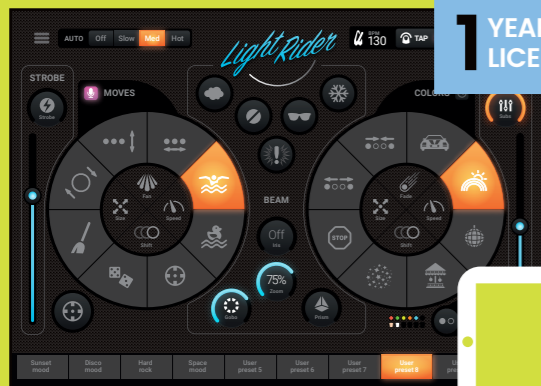 AUTO Off Slow Med Hot
Light Rider
BPM
130
TAP
1 YEAR
LICE
STROBE
Stroke
MOVES
COLORS
Fan
Size
Speed
Shift
BEAM
Off
Iris
75%
Zoom
Gobo
Prism
Fade
Size
Speed
Shift
STOP
Sunset
mood
Disco
mood
Hard
rock
Space
mood
User
preset 5
User
preset 6
User
preset 7
User
preset 8